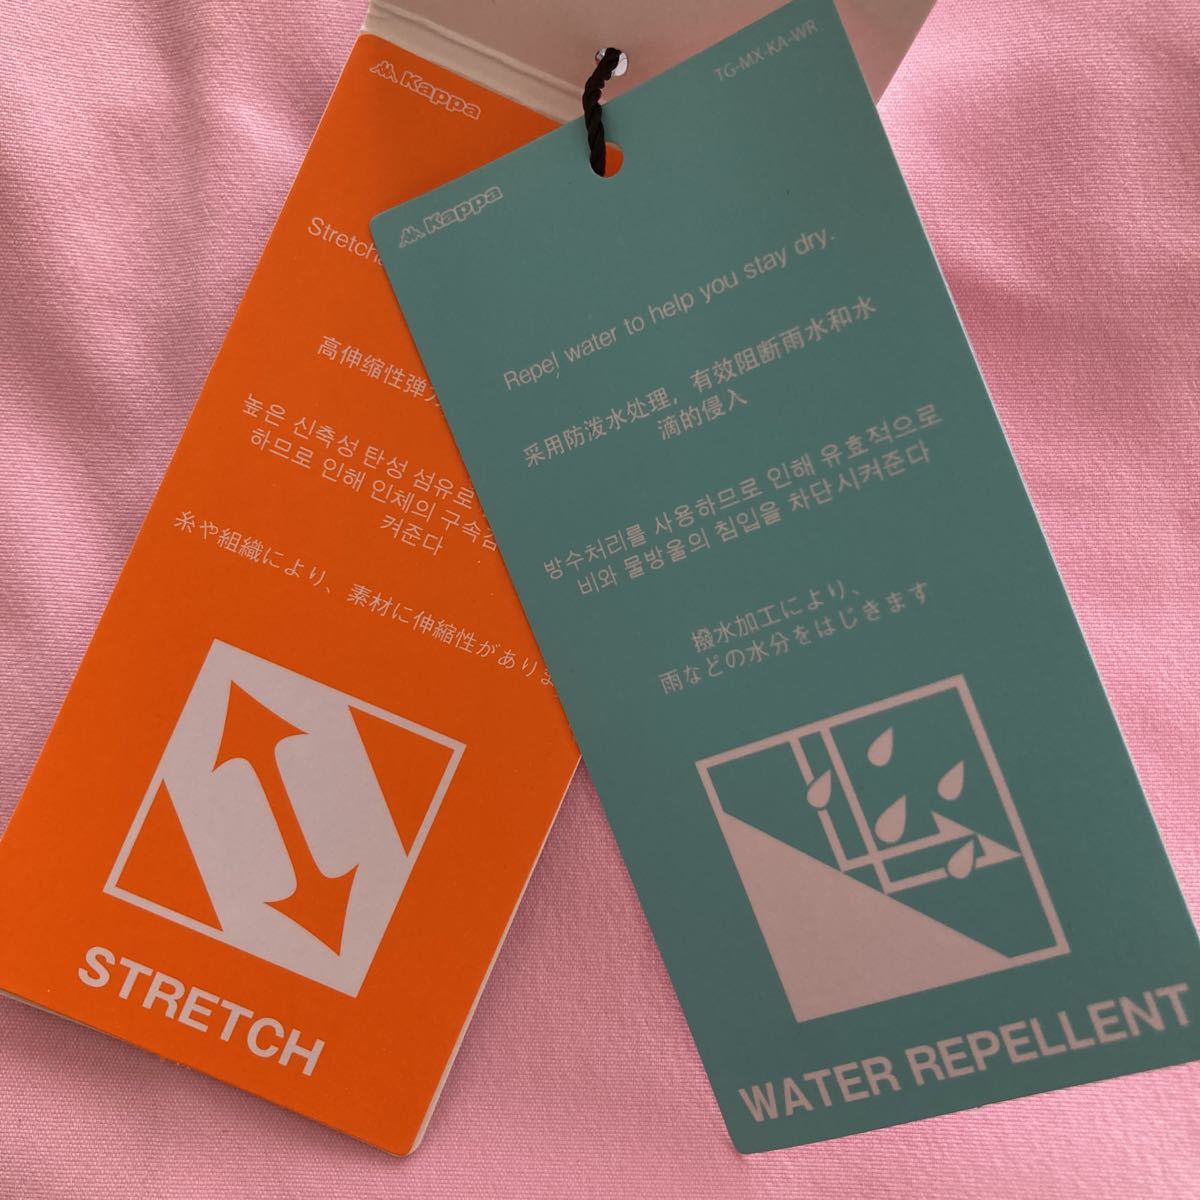 Kappa
高伸缩性弹
높은 신축성 탄성 섬유로
하므로 인해 인체의 구속감
켜준다
糸や組織により、素材に伸縮性がありま
STRETCH
TG-MX-KA-WR
Kappa
Repel water to help you stay dry.
采用防泼水处理，有效阻断雨水和水
滴的侵入
방수처리를 사용하므로 인해 유효적으로
비와 물방울의 침입을 차단시켜준다
撥水加工により、
雨などの水分をはじきます
WATER REPELLENT